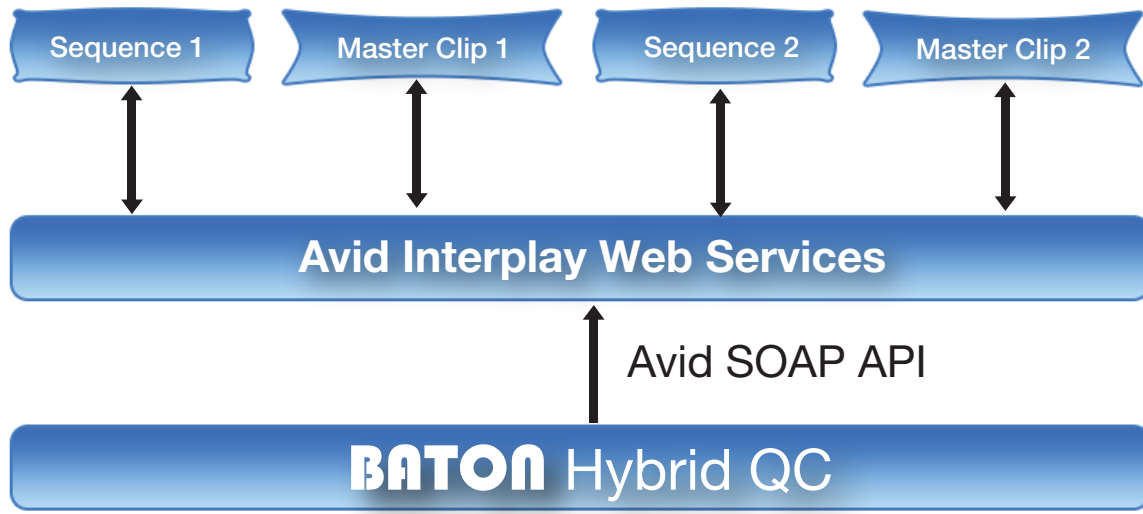 Sequence 1
Master Clip 1
Sequence 2
Master Clip 2
Avid Interplay Web Services
Avid SOAP API
BATON Hybrid QC